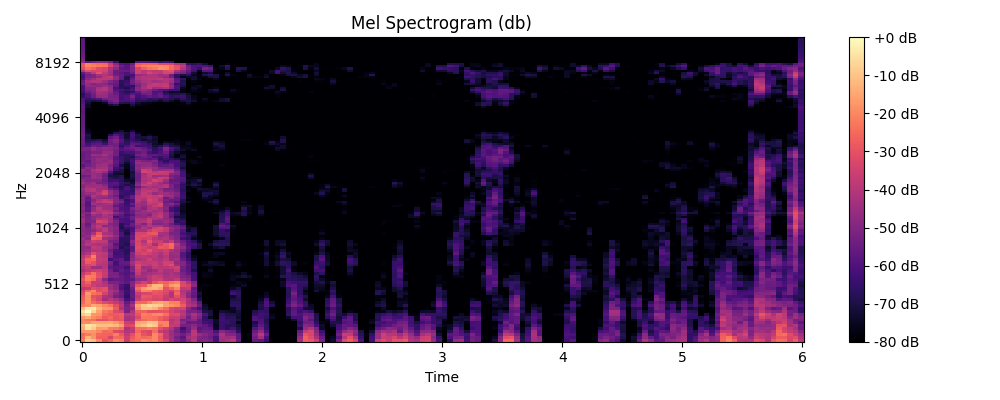 Mel Spectrogram (db)
Hz
8192
4096
2048
1024
512
0
0 1 2 3 4 5 6
Time
+0 dB
-10 dB
-20 dB
-30 dB
-40 dB
-50 dB
-60 dB
-70 dB
-80 dB